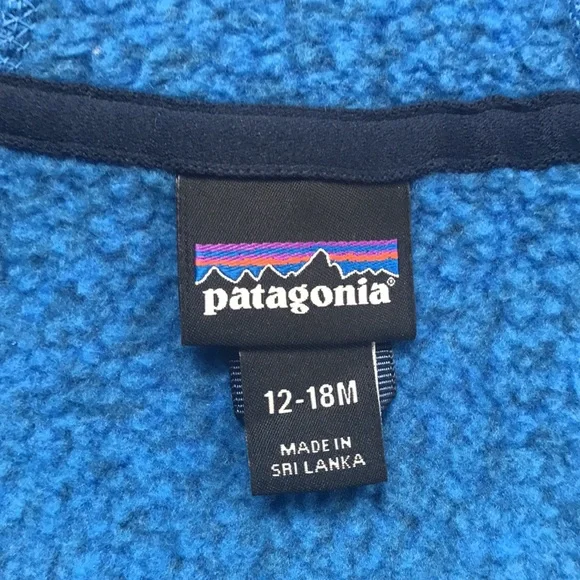 patagonia®
12-18M
MADE IN
SRI LANKA